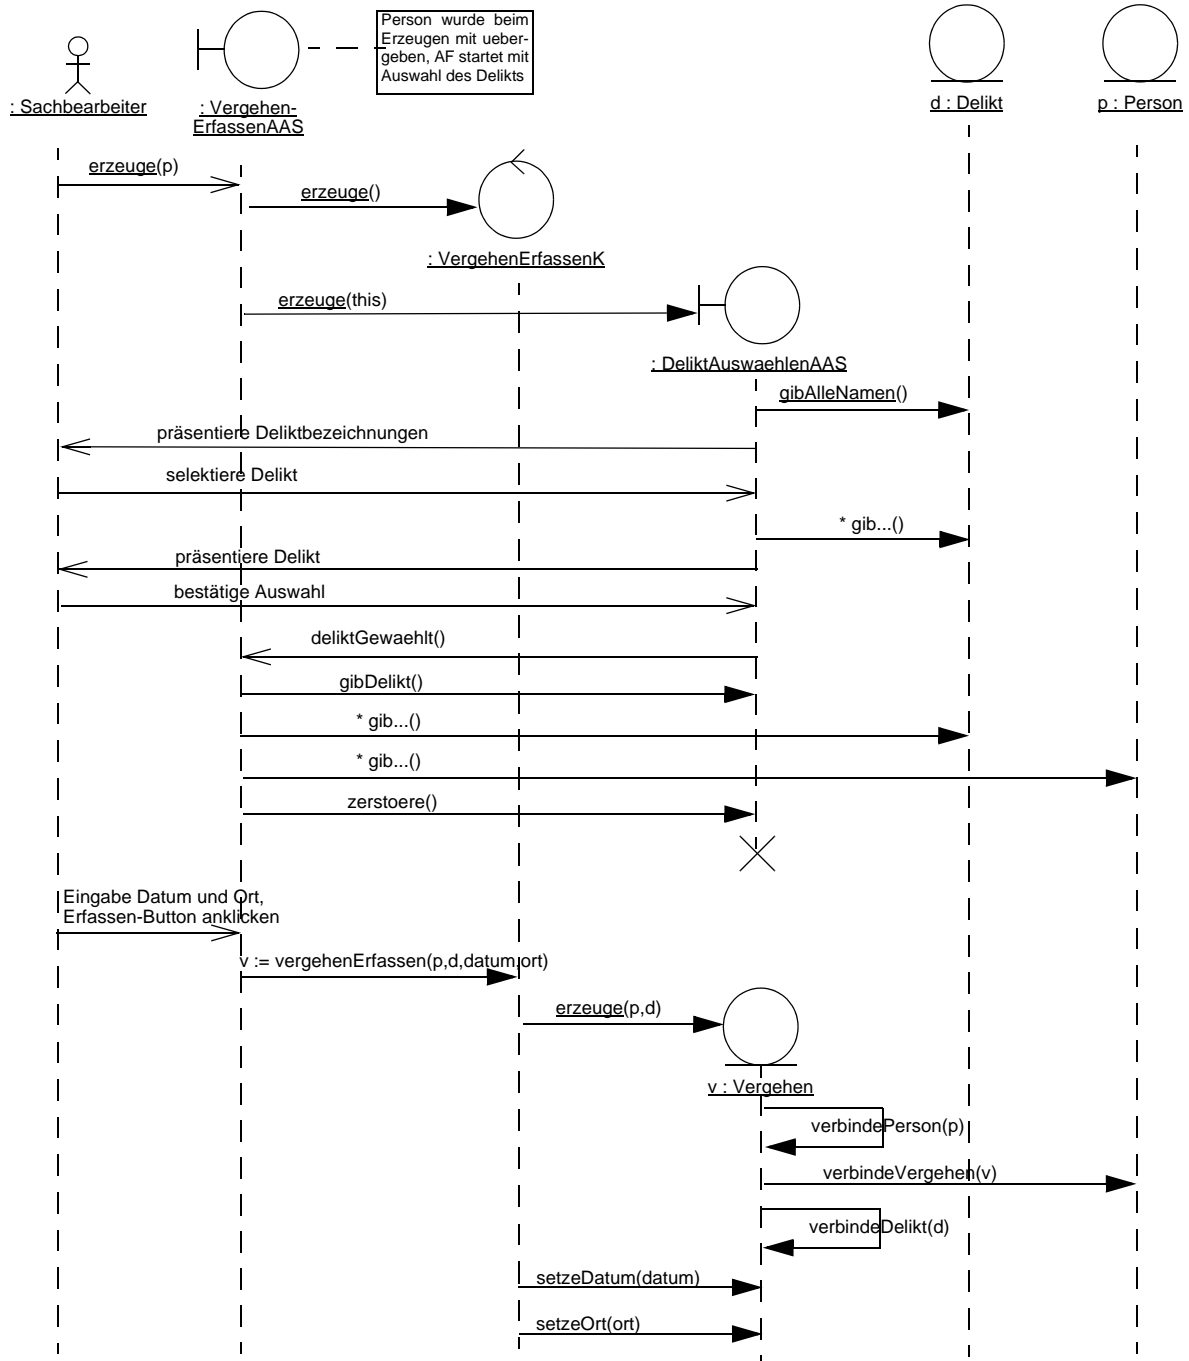 Person wurde beim
Erzeugen mit ueber-
geben, AF startet mit
Auswahl des Delikts
: Sachbearbeiter
: Vergehen-
ErfassenAAS
d : Delikt
p : Person
erzeuge(p)
erzeuge()
: VergehenErfassenK
erzeuge(this)
: DeliktAuswaehlenAAS
gibAlleNamen()
präsentiere Deliktbezeichnungen
selektiere Delikt
* gib...()
präsentiere Delikt
bestätige Auswahl
deliktGewaehlt()
gibDelikt()
* gib...()
* gib...()
zerstoere()
Eingabe Datum und Ort,
Erfassen-Button anklicken
v := vergehenErfassen(p,d,datum,ort)
erzeuge(p,d)
v : Vergehen
verbindePerson(p)
verbindeVergehen(v)
verbindeDelikt(d)
setzeDatum(datum)
setzeOrt(ort)